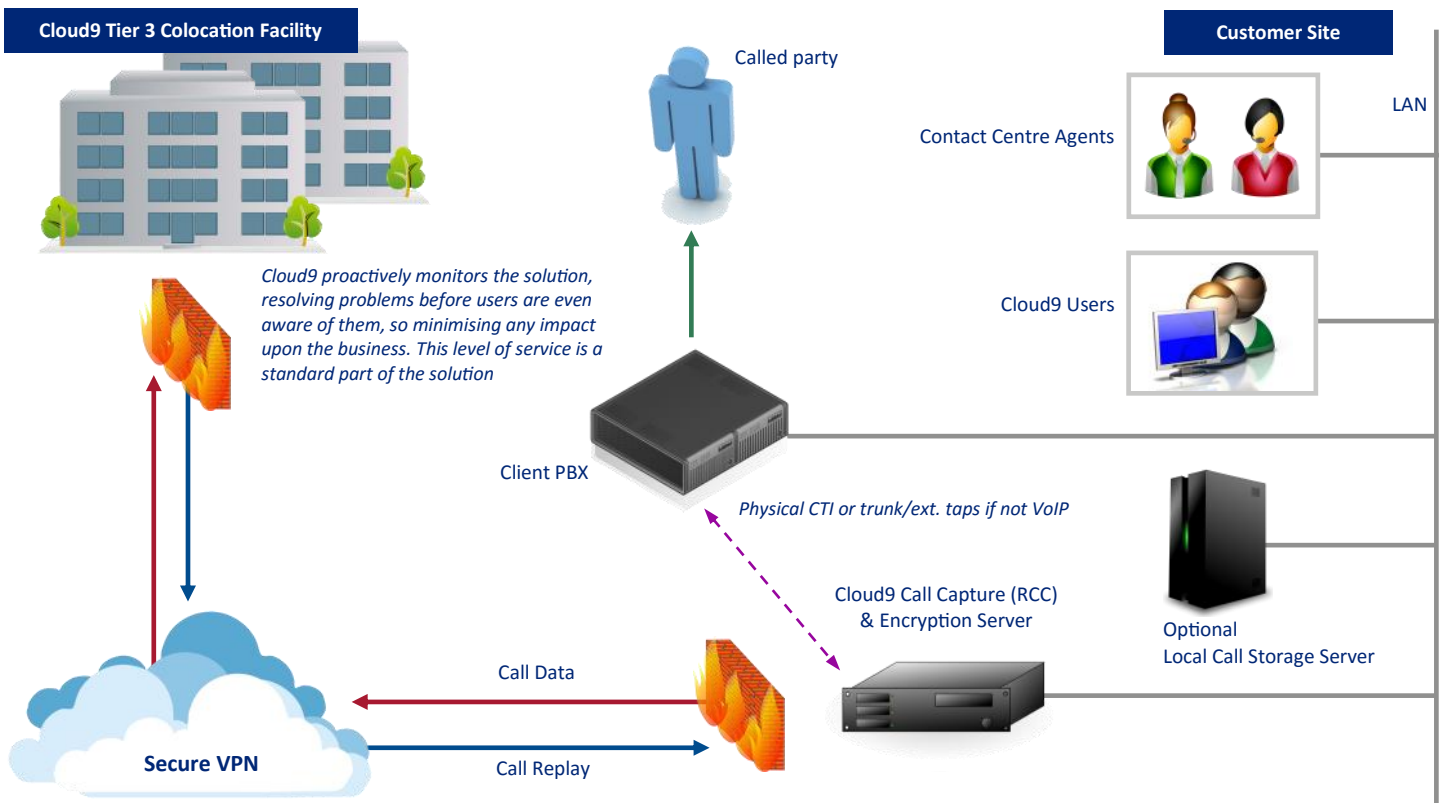 Cloud9 Tier 3 Colocation Facility
Called party
Customer Site
LAN
Contact Centre Agents
Cloud9 proactively monitors the solution,
resolving problems before users are even
aware of them, so minimising any impact
upon the business. This level of service is a
standard part of the solution
Cloud9 Users
Client PBX
Physical CTI or trunk/ext. taps if not VoIP
Cloud9 Call Capture (RCC)
& Encryption Server
Optional
Local Call Storage Server
Call Data
Secure VPN
Call Replay